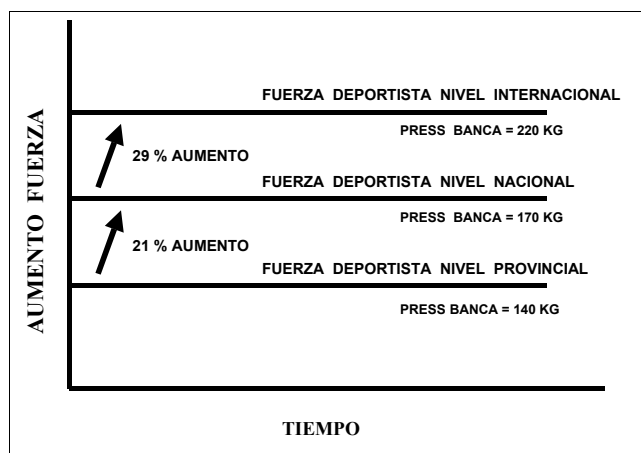 AUMENTO FUERZA
FUERZA DEPORTISTA NIVEL INTERNACIONAL
PRESS BANCA = 220 KG
29 % AUMENTO
FUERZA DEPORTISTA NIVEL NACIONAL
PRESS BANCA = 170 KG
21 % AUMENTO
FUERZA DEPORTISTA NIVEL PROVINCIAL
PRESS BANCA = 140 KG
TIEMPO